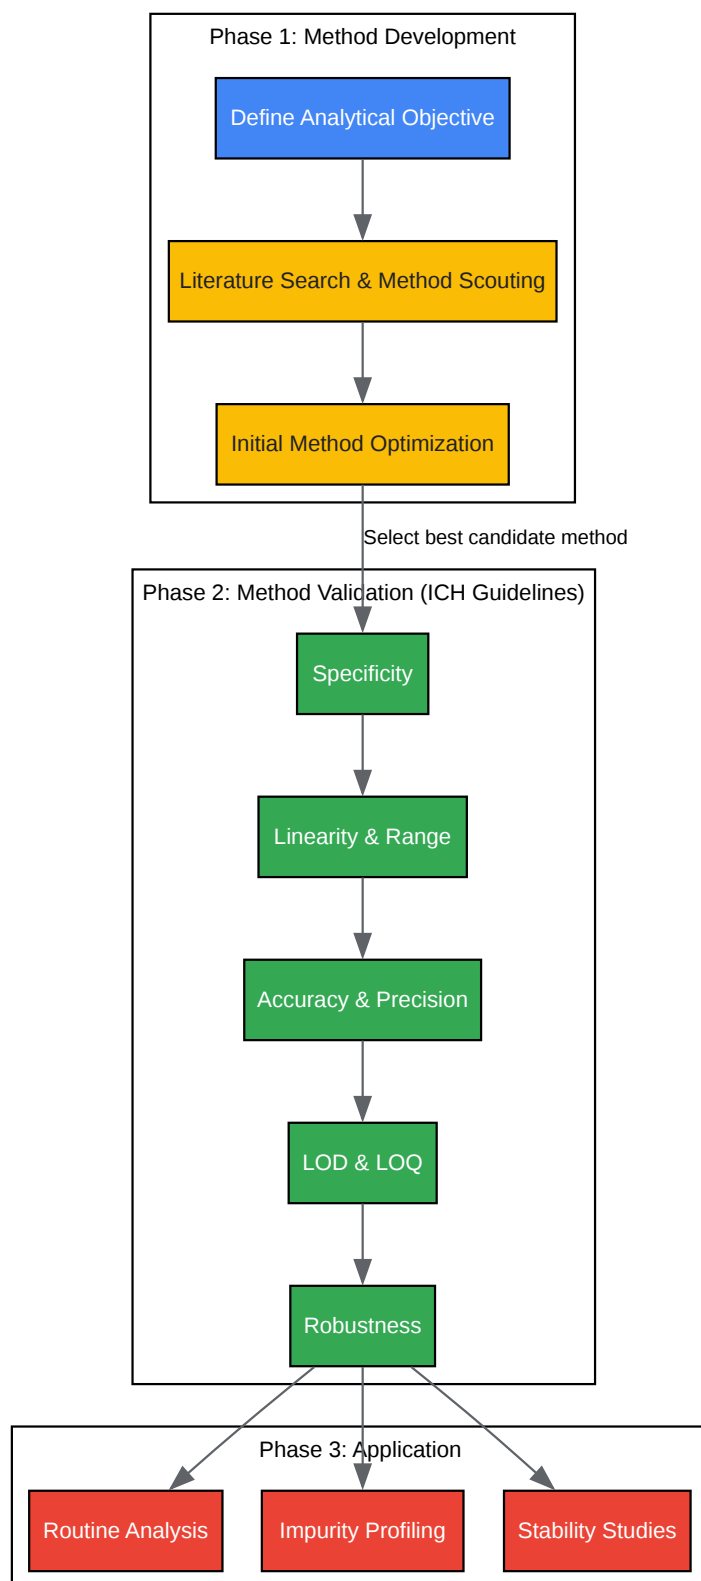 Phase 1: Method Development
Define Analytical Objective
Literature Search & Method Scouting
Initial Method Optimization
Select best candidate method
Phase 2: Method Validation (ICH Guidelines)
Specificity
Linearity & Range
Accuracy & Precision
LOD & LOQ
Robustness
Phase 3: Application
Routine Analysis
Impurity Profiling
Stability Studies